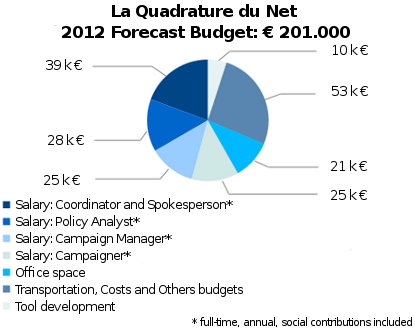 La Quadrature du Net
2012 Forecast Budget: € 201.000
10 k€
39 k€
53 k€
28 k€
21 k€
25 k€
25 k€
Salary: Coordinator and Spokesperson*
Salary: Policy Analyst*
Salary: Campaign Manager*
Salary: Campaigner*
Office space
Transportation, Costs and Others budgets
Tool development
* full-time, annual, social contributions included